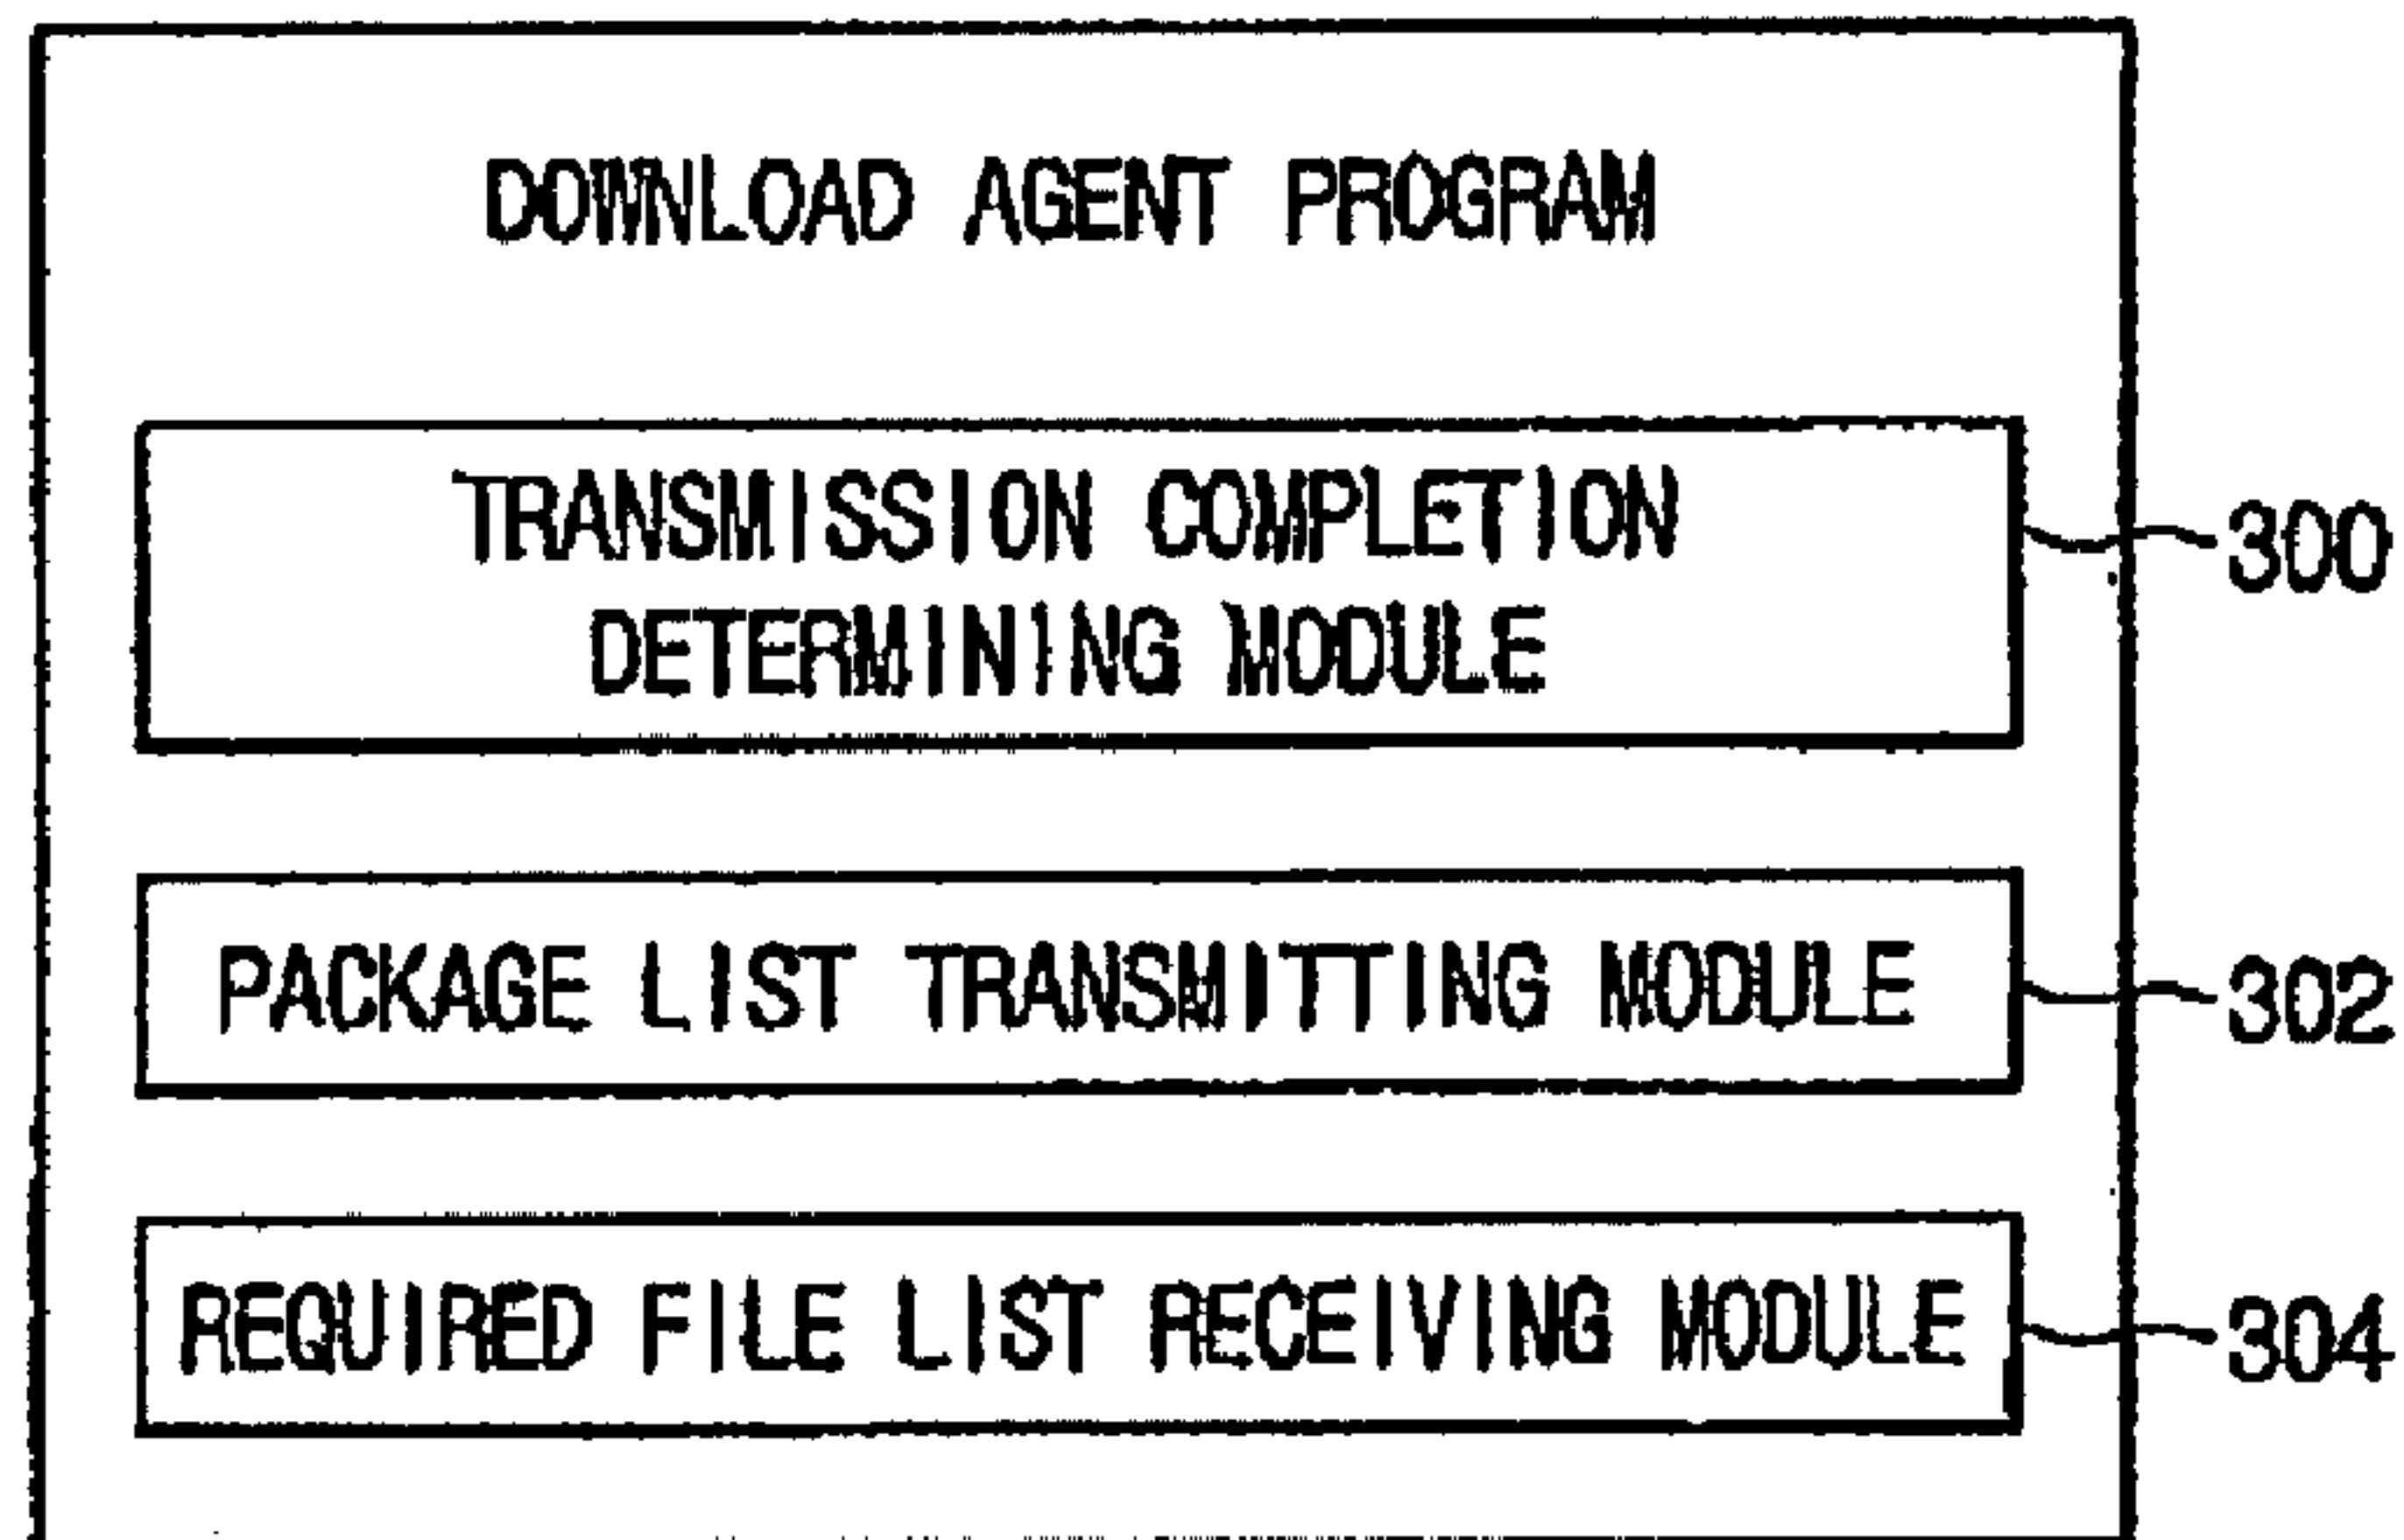 DOWNLOAD AGENT PROGRAM
TRANSMISSION COMPLETION
DETERMINING MODULE
300
PACKAGE LIST TRANSMITTING MODULE
302
REQUIRED FILE LIST RECEIVING MODULE
304